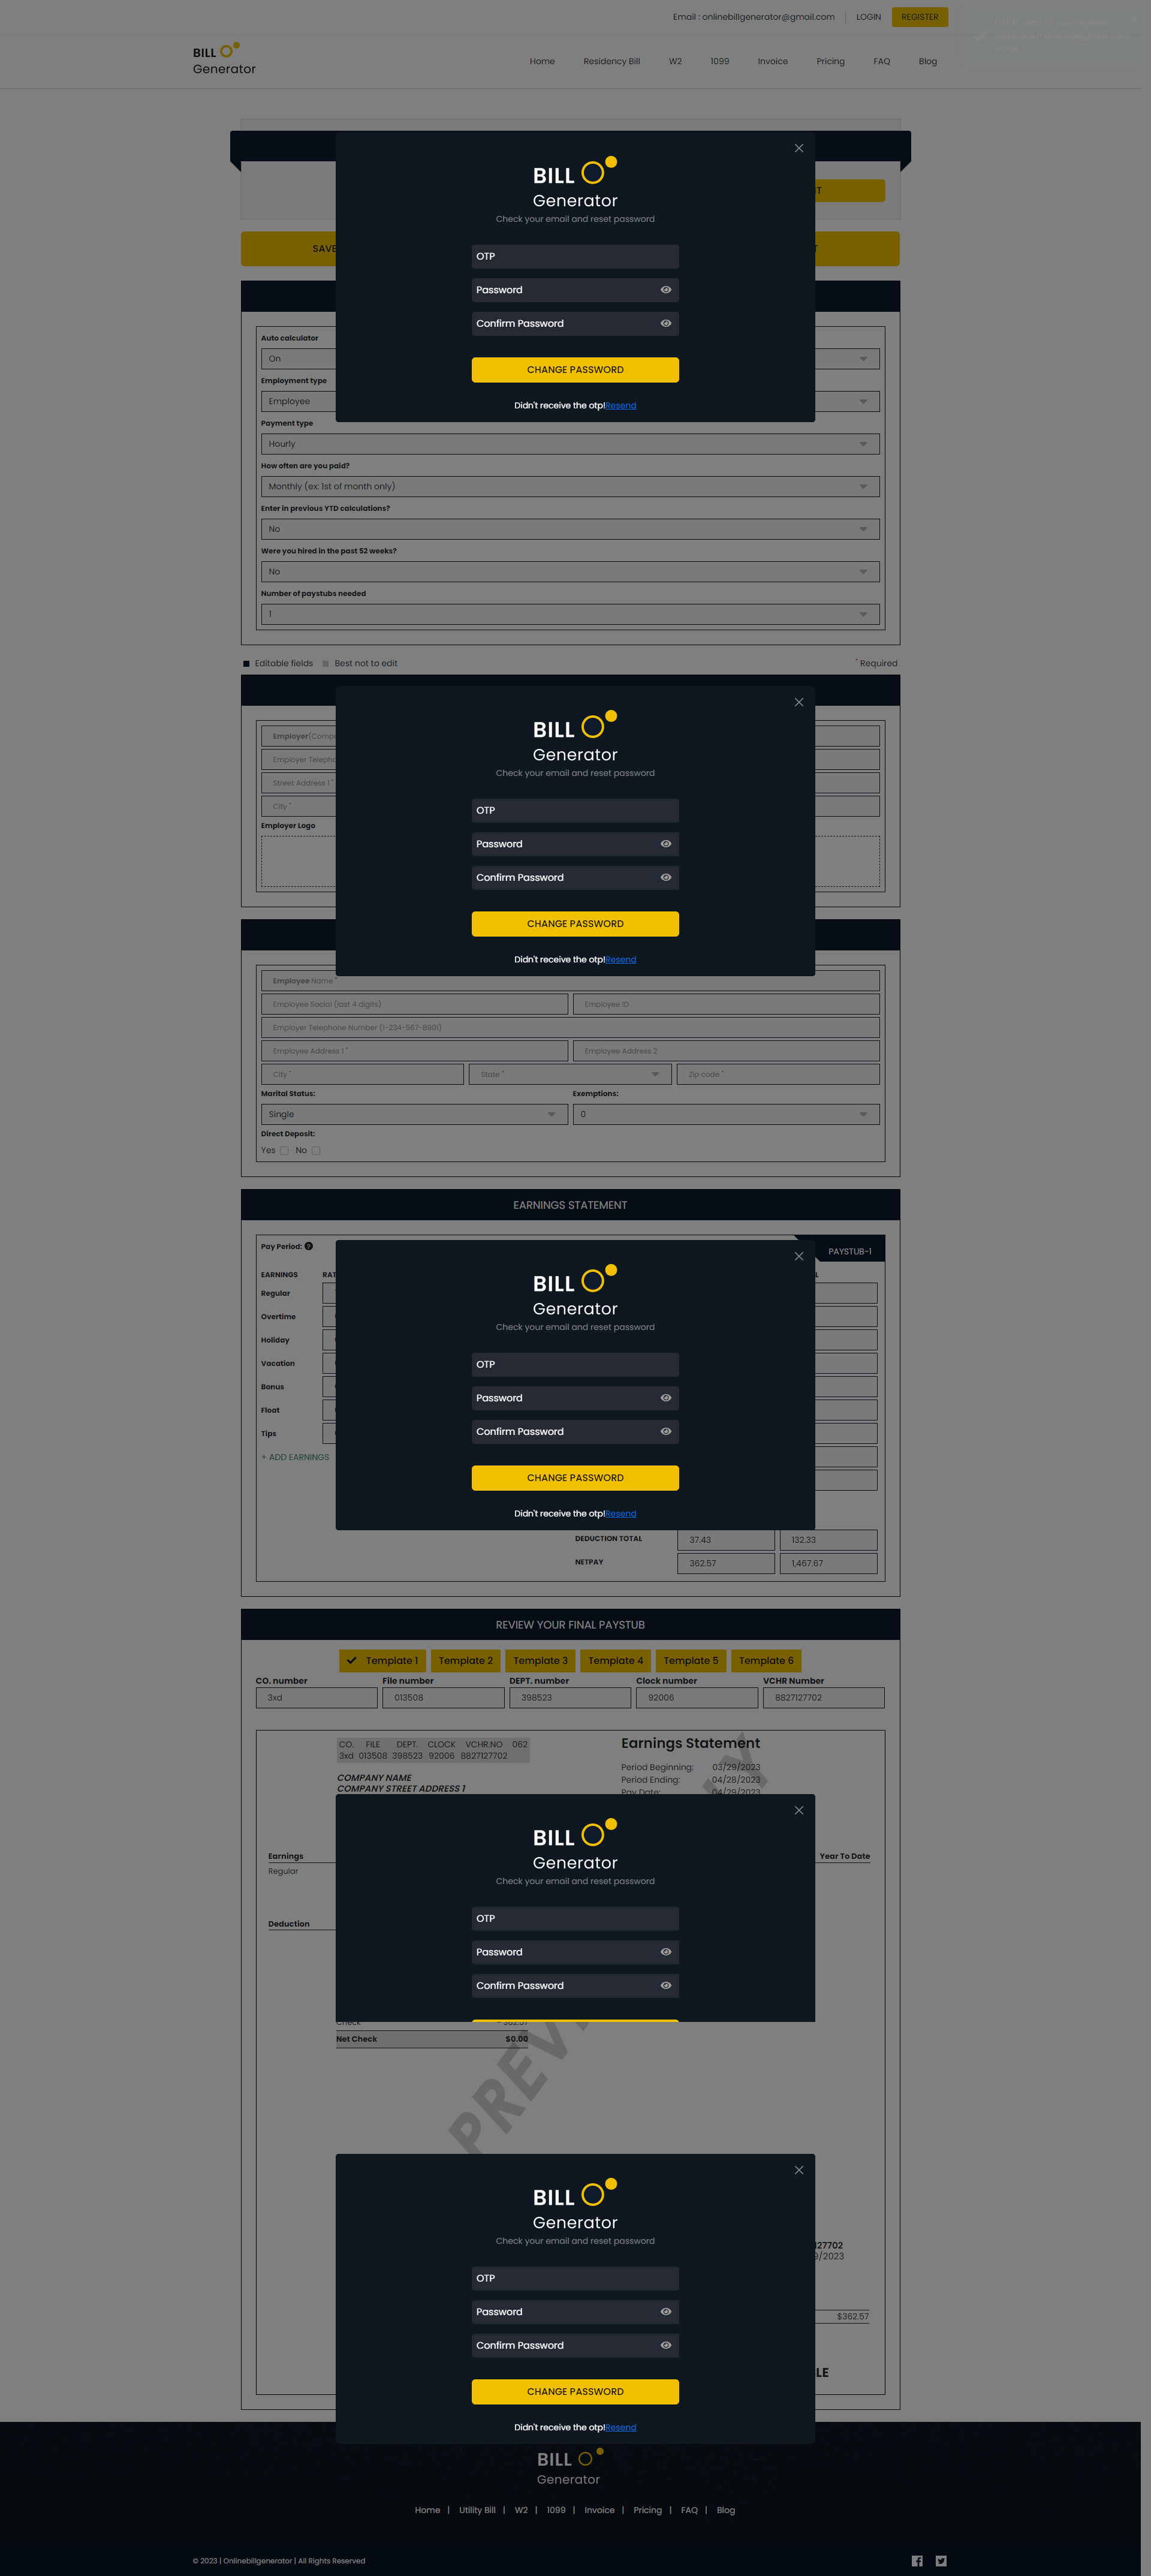 Email : onlinebillgenerator@gmail.com LOGIN REGISTER
BILL
Generator
Home Residency Bill W2 1099 Invoice Pricing FAQ Blog
BILL
Generator
Check your email and reset password
SAVE
OTP
Password
Confirm Password
CHANGE PASSWORD
Didn't receive the otp!Resend
Auto calculator
On
Employment type
Employee
Payment type
Hourly
How often are you paid?
Monthly (ex: 1st of month only)
Enter in previous YTD calculations?
No
Were you hired in the past 52 weeks?
No
Number of paystubs needed
1
Editable fields Best not to edit * Required
BILL
Generator
Check your email and reset password
OTP
Password
Confirm Password
CHANGE PASSWORD
Didn't receive the otp!Resend
Employer(Comp
Employer Teleph
Street Address 1 *
City *
Employer Logo
Employee Name *
Employee Social (last 4 digits) Employee ID
Employer Telephone Number (1-234-567-8901)
Employee Address 1 * Employee Address 2
City * State * Zip code *
Marital Status: Exemptions:
Single 0
Direct Deposit:
Yes No
EARNINGS STATEMENT
Pay Period: PAYSTUB-1
EARNINGS RAT L
Regular
Overtime
Holiday
Vacation
Bonus
Float
Tips
+ ADD EARNINGS
BILL
Generator
Check your email and reset password
OTP
Password
Confirm Password
CHANGE PASSWORD
Didn't receive the otp!Resend
DEDUCTION TOTAL 37.43 132.33
NETPAY 362.57 1,467.67
REVIEW YOUR FINAL PAYSTUB
Template 1 Template 2 Template 3 Template 4 Template 5 Template 6
CO. number File number DEPT. number Clock number VCHR Number
3xd 013508 398523 92006 8827127702
CO. FILE DEPT. CLOCK VCHR.NO 062
3xd 013508 398523 92006 8827127702
COMPANY NAME
COMPANY STREET ADDRESS 1
Earnings Statement
Period Beginning: 03/29/2023
Period Ending: 04/28/2023
Pay Date: 04/29/2023
BILL
Generator
Check your email and reset password
OTP
Password
Confirm Password
Earnings Year To Date
Regular
Deduction
Check - 362.57
Net Check $0.00
PREV
BILL
Generator
Check your email and reset password
OTP
Password
Confirm Password
CHANGE PASSWORD
Didn't receive the otp!Resend
127702
9/2023
$362.57
LE
BILL
Generator
Home | Utility Bill | W2 | 1099 | Invoice | Pricing | FAQ | Blog
© 2023 | Onlinebillgenerator | All Rights Reserved